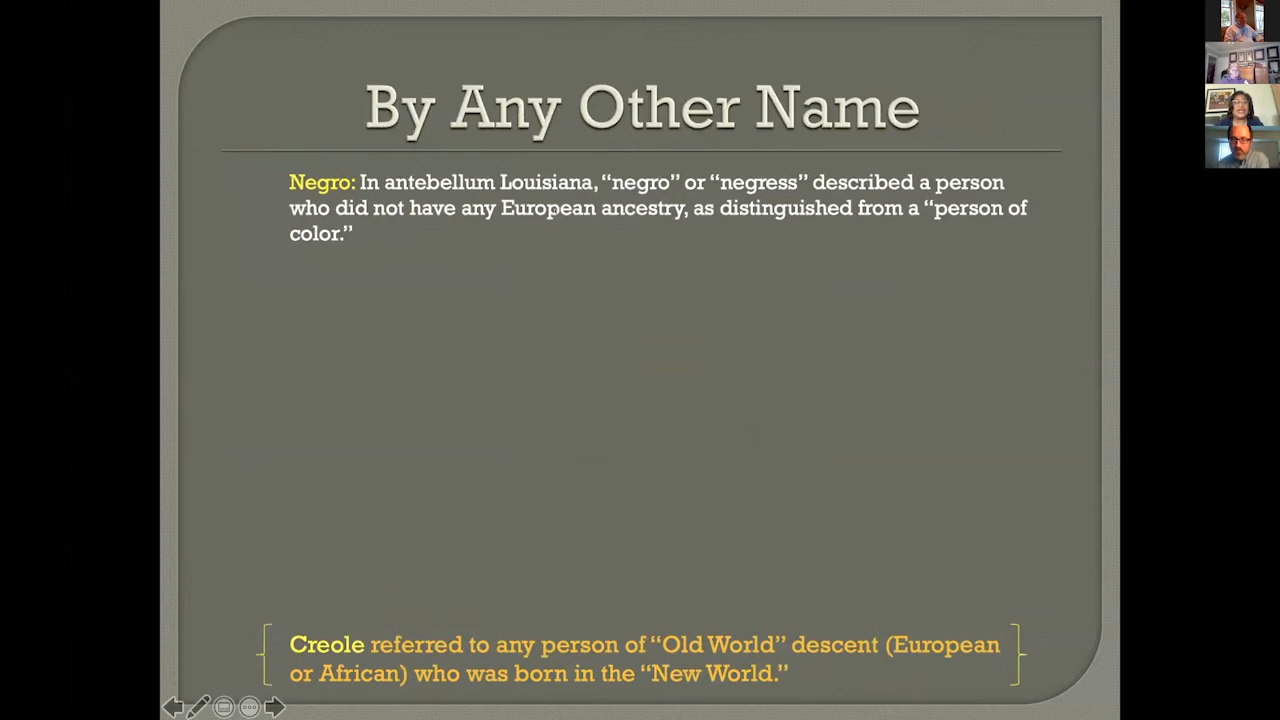 By Any Other Name
Negro: In antebellum Louisiana, “negro” or “negress” described a person
who did not have any European ancestry, as distinguished from a “person of
color.”
Creole referred to any person of “Old World” descent (European
or African) who was born in the “New World.”